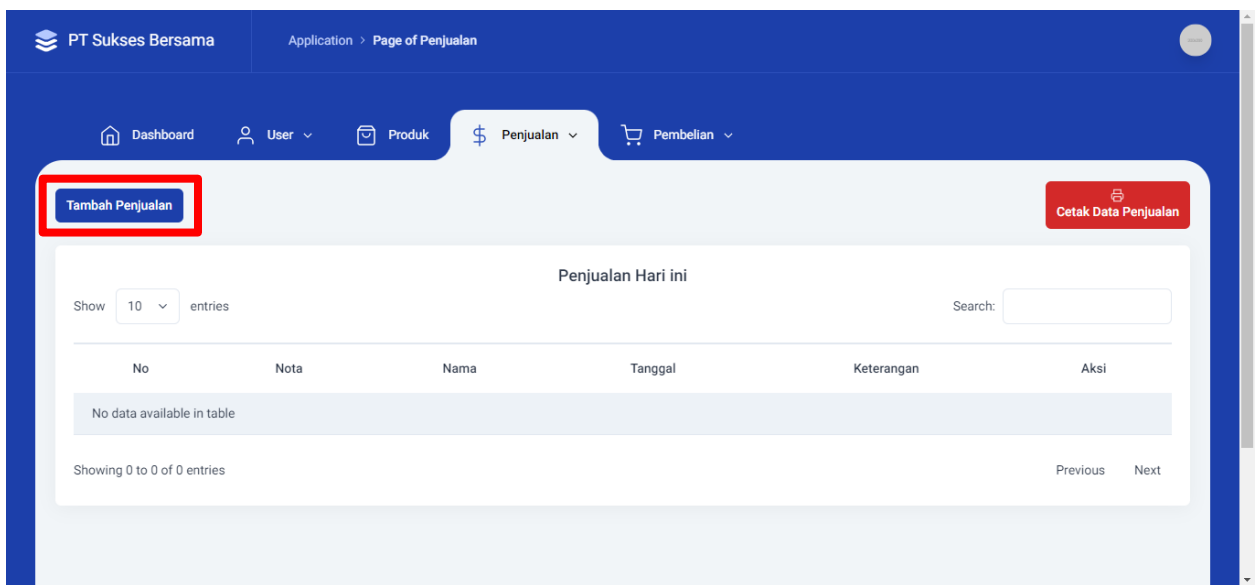 PT Sukses Bersama
Application > Page of Penjualan
Dashboard
User
Produk
Penjualan
Pembelian
Tambah Penjualan
Cetak Data Penjualan
Penjualan Hari ini
Show 10 entries
Search:
No Nota Nama Tanggal Keterangan Aksi
No data available in table
Showing 0 to 0 of 0 entries
Previous Next